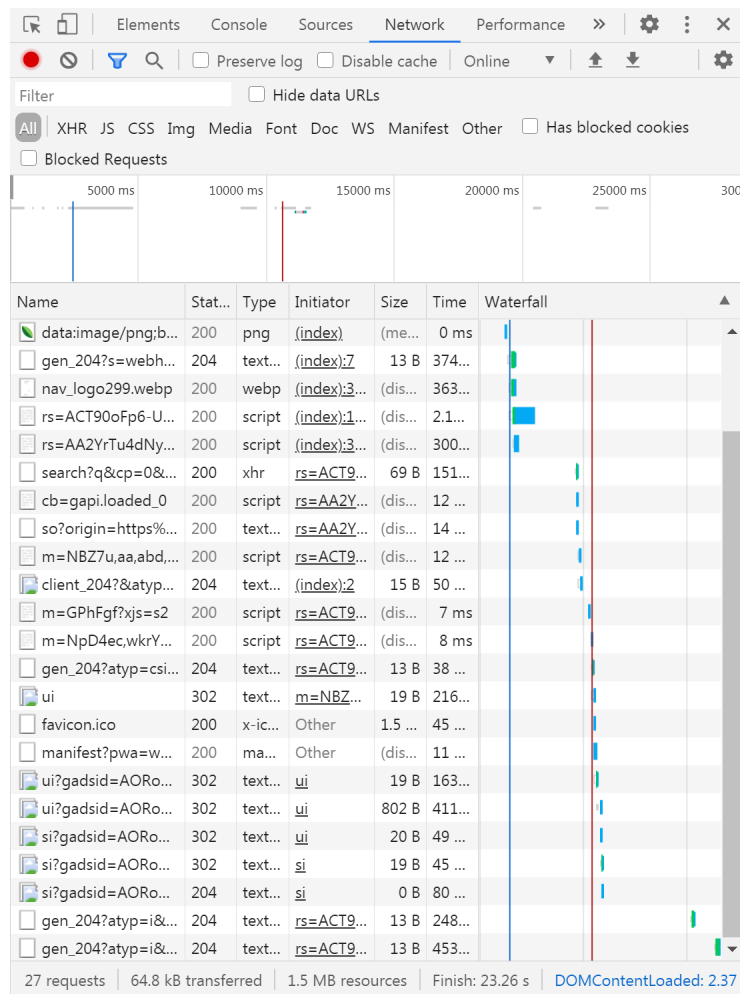 Elements Console Sources Network Performance »
Preserve log Disable cache Online
Filter Hide data URLs
All XHR JS CSS Img Media Font Doc WS Manifest Other Has blocked cookies
Blocked Requests
5000 ms 10000 ms 15000 ms 20000 ms 25000 ms 300
Name Stat... Type Initiator Size Time Waterfall
data:image/png;b... 200 png (index) (me... 0 ms
gen_204?s=webh... 204 text... (index):7 13 B 374...
nav_logo299.webp 200 webp (index):3... (dis... 363...
rs=ACT90oFp6-U... 200 script (index):1... (dis... 2.1...
rs=AA2YrTu4dNy... 200 script (index):3... (dis... 300...
search?q&cp=0&... 200 xhr rs=ACT9... 69 B 151...
cb=gapi.loaded_0 200 script rs=AA2Y... (dis... 12 ...
so?origin=https%... 200 text... rs=AA2Y... (dis... 14 ...
m=NBZ7u,aa,abd,... 200 script rs=ACT9... (dis... 12 ...
client_204?&atyp... 204 text... (index):2 15 B 50 ...
m=GPhFgf?xjs=s2 200 script rs=ACT9... (dis... 7 ms
m=NpD4ec,wkrY... 200 script rs=ACT9... (dis... 8 ms
gen_204?atyp=csi... 204 text... rs=ACT9... 13 B 38 ...
ui 302 text... m=NBZ... 19 B 216...
favicon.ico 200 x-ic... Other 1.5 ... 45 ...
manifest?pwa=w... 200 ma... Other (dis... 11 ...
ui?gadsid=AORo... 302 text... ui 19 B 163...
ui?gadsid=AORo... 302 text... ui 802 B 411...
si?gadsid=AORo... 302 text... ui 20 B 49 ...
si?gadsid=AORo... 302 text... si 19 B 45 ...
si?gadsid=AORo... 204 text... si 0 B 80 ...
gen_204?atyp=i&... 204 text... rs=ACT9... 13 B 248...
gen_204?atyp=i&... 204 text... rs=ACT9... 13 B 453...
27 requests 64.8 kB transferred 1.5 MB resources Finish: 23.26 s DOMContentLoaded: 2.37